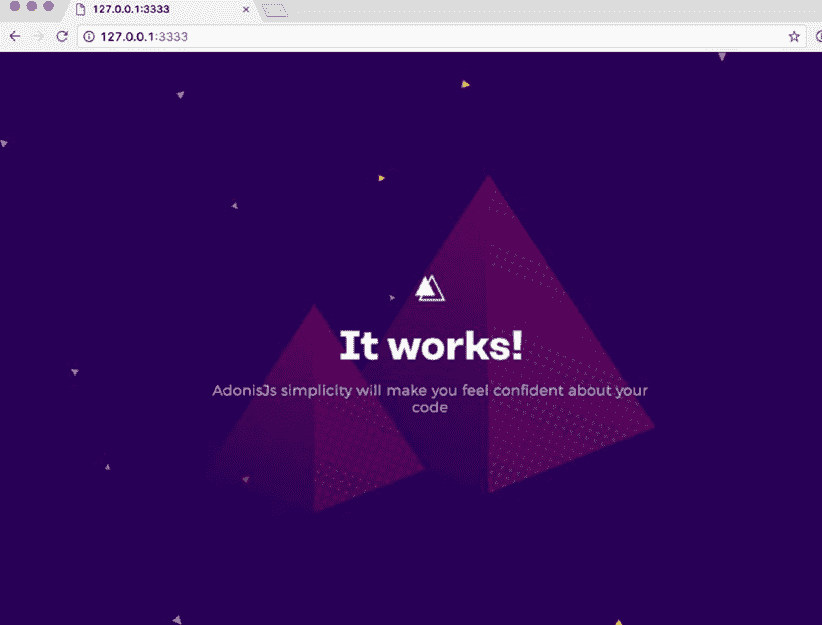 127.0.0.1:3333
127.0.0.1:3333
It works!
AdonisJs simplicity will make you feel confident about your
code